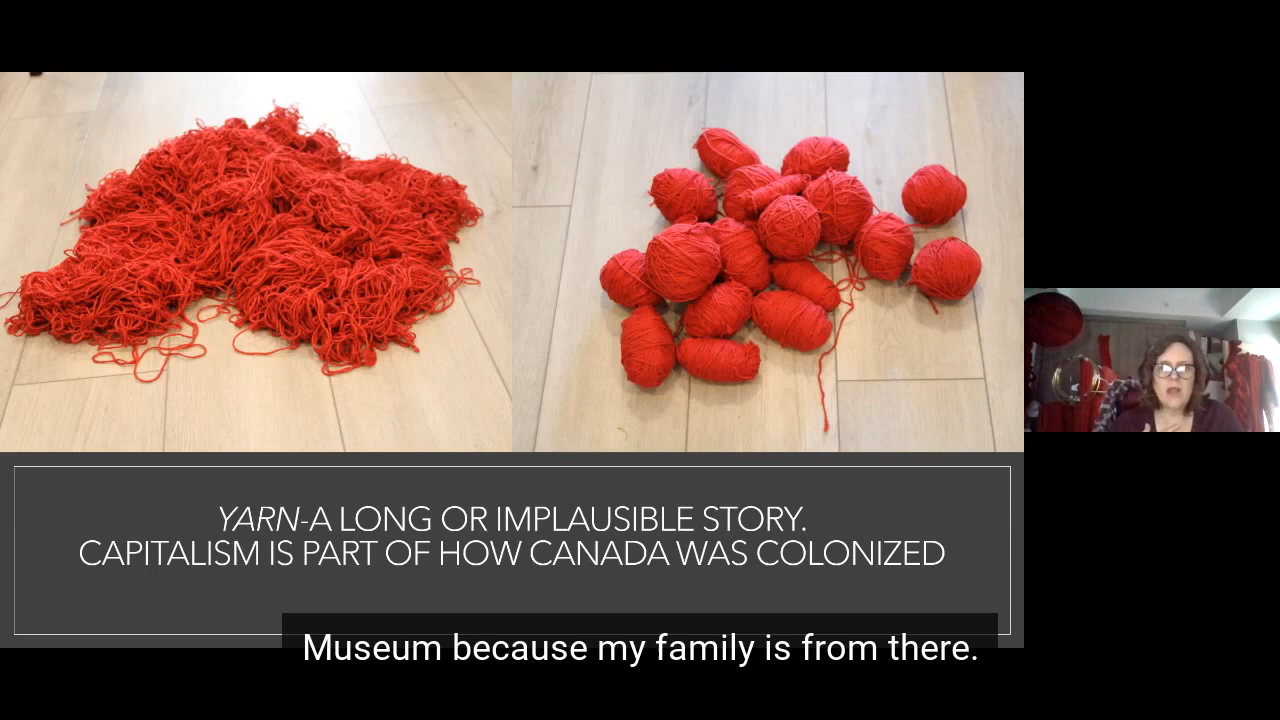 YARN-A LONG OR IMPLAUSIBLE STORY.
CAPITALISM IS PART OF HOW CANADA WAS COLONIZED
Museum because my family is from there.